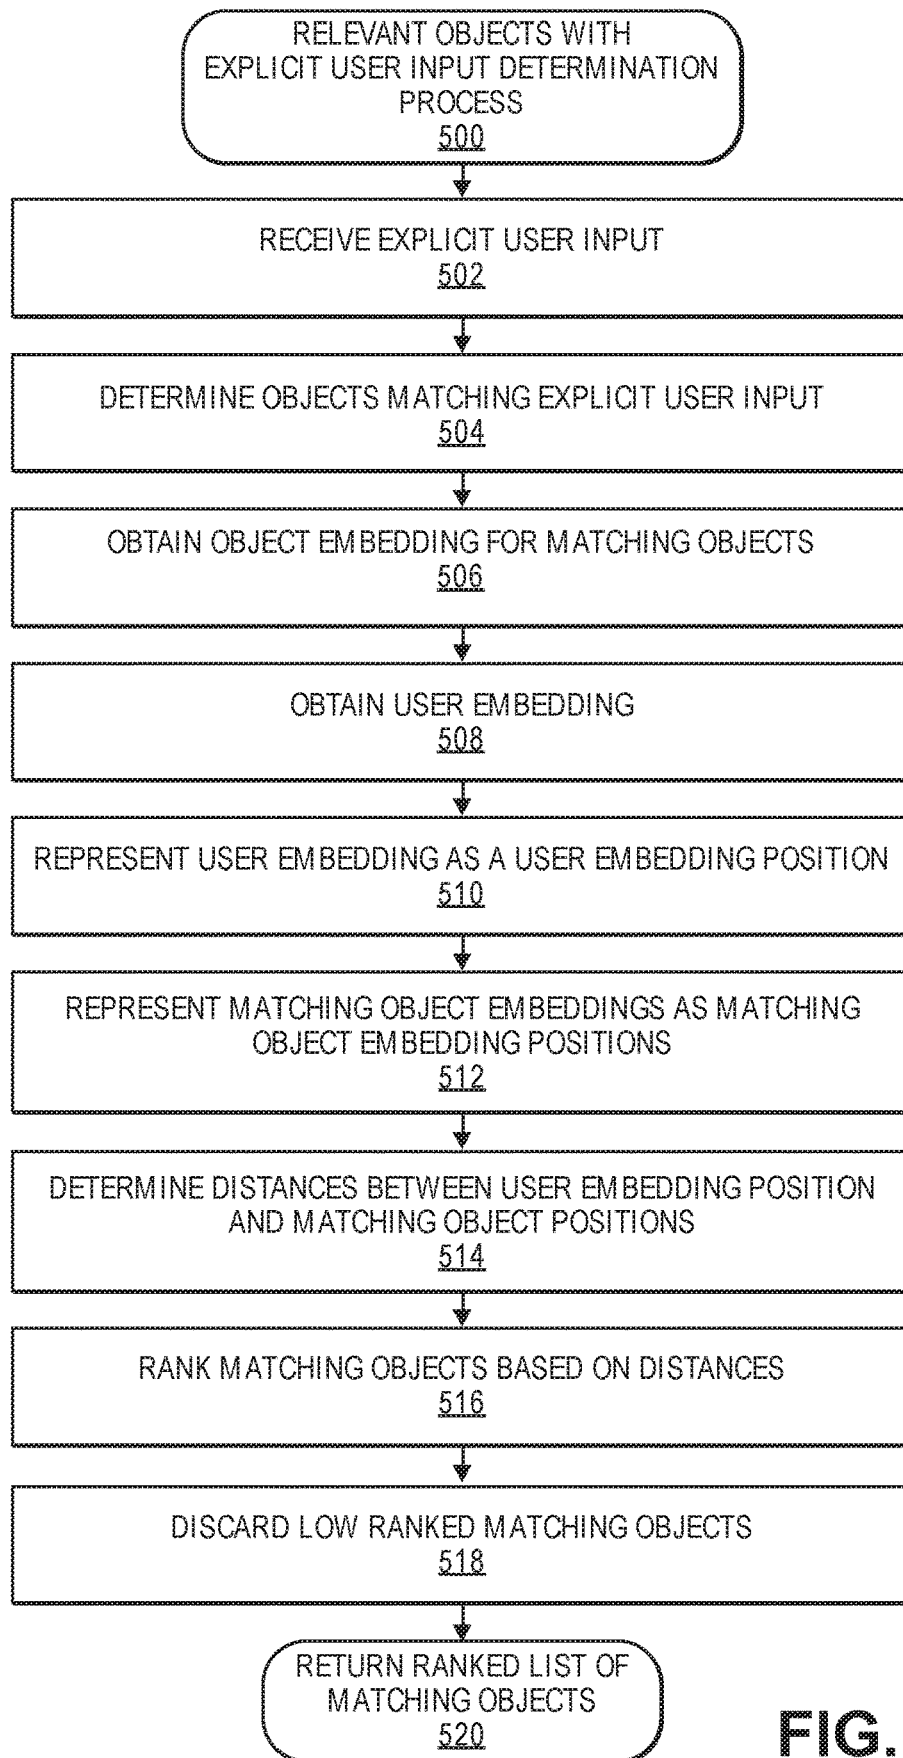 RELEVANT OBJECTS WITH
EXPLICIT USER INPUT DETERMINATION
PROCESS
500
RECEIVE EXPLICIT USER INPUT
502
DETERMINE OBJECTS MATCHING EXPLICIT USER INPUT
504
OBTAIN OBJECT EMBEDDING FOR MATCHING OBJECTS
506
OBTAIN USER EMBEDDING
508
REPRESENT USER EMBEDDING AS A USER EMBEDDING POSITION
510
REPRESENT MATCHING OBJECT EMBEDDINGS AS MATCHING
OBJECT EMBEDDING POSITIONS
512
DETERMINE DISTANCES BETWEEN USER EMBEDDING POSITION
AND MATCHING OBJECT POSITIONS
514
RANK MATCHING OBJECTS BASED ON DISTANCES
516
DISCARD LOW RANKED MATCHING OBJECTS
518
RETURN RANKED LIST OF
MATCHING OBJECTS
520
FIG.